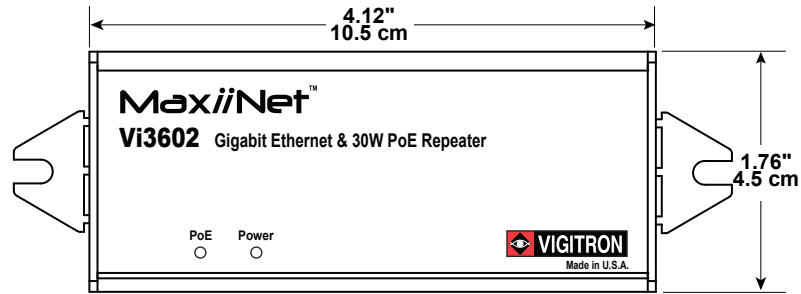 4.12"
10.5 cm
MaxiiNet™
Vi3602 Gigabit Ethernet & 30W PoE Repeater
1.76"
4.5 cm
PoE Power
VIGITRON
Made in U.S.A.